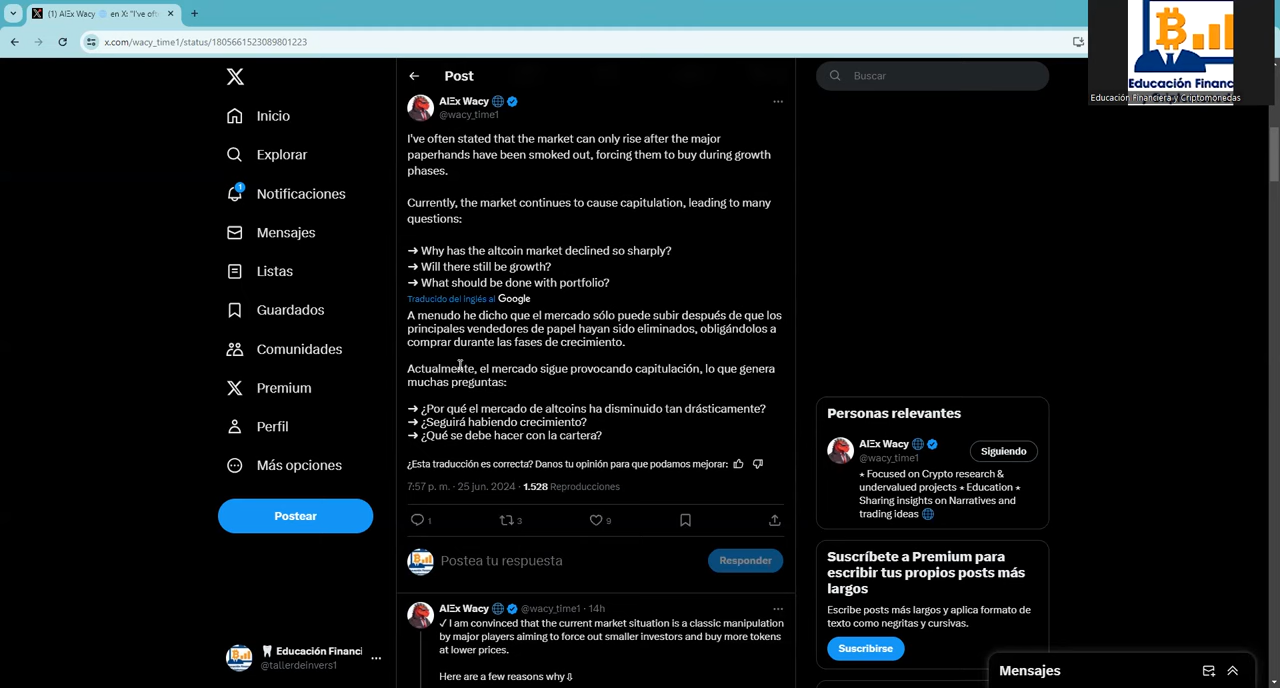 (1) AlΞx Wacy 🌐 en X: "I've oft
x.com/wacy_time1/status/1805661523089801223
Educación Financi
Educación Financiera y Criptomonedas
Inicio
Explorar
1
Notificaciones
Mensajes
Listas
Guardados
Comunidades
Premium
Perfil
Más opciones
Postear
🦷 Educación Financi
@tallerdeinvers1
Post
AlΞx Wacy 🌐
@wacy_time1
I've often stated that the market can only rise after the major
paperhands have been smoked out, forcing them to buy during growth
phases.
Currently, the market continues to cause capitulation, leading to many
questions:
➜ Why has the altcoin market declined so sharply?
➜ Will there still be growth?
➜ What should be done with portfolio?
Traducido del inglés al Google
A menudo he dicho que el mercado sólo puede subir después de que los
principales vendedores de papel hayan sido eliminados, obligándolos a
comprar durante las fases de crecimiento.
Actualmente, el mercado sigue provocando capitulación, lo que genera
muchas preguntas:
➜ ¿Por qué el mercado de altcoins ha disminuido tan drásticamente?
➜ ¿Seguirá habiendo crecimiento?
➜ ¿Qué se debe hacer con la cartera?
¿Esta traducción es correcta? Danos tu opinión para que podamos mejorar:
7:57 p. m. · 25 jun. 2024 · 1.528 Reproducciones
1 3 9
Postea tu respuesta
Responder
AlΞx Wacy 🌐 @wacy_time1 · 14h
✓ I am convinced that the current market situation is a classic manipulation
by major players aiming to force out smaller investors and buy more tokens
at lower prices.
Here are a few reasons why ⇩
Buscar
Personas relevantes
AlΞx Wacy 🌐
@wacy_time1
Siguiendo
⋆ Focused on Crypto research &
undervalued projects ⋆ Education ⋆
Sharing insights on Narratives and
trading ideas 🌐
Suscríbete a Premium para
escribir tus propios posts más
largos
Escribe posts más largos y aplica formato de
texto como negritas y cursivas.
Suscribirse
Mensajes